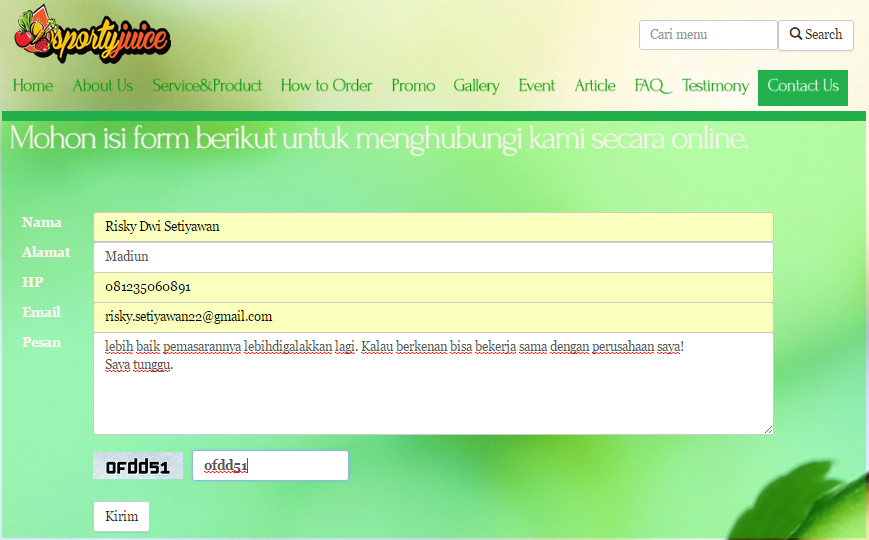 sportyjuice
Cari menu
Search
Home About Us Service&Product How to Order Promo Gallery Event Article FAQ Testimony Contact Us
Mohon isi form berikut untuk menghubungi kami secara online.
Nama Risky Dwi Setiyawan
Alamat Madiun
HP 081235060891
Email risky.setiyawan22@gmail.com
Pesan lebih baik pemasarannya lebihdigalakkan lagi. Kalau berkenan bisa bekerja sama dengan perusahaan saya!
Saya tunggu.
0fdd51 0fdd51
Kirim